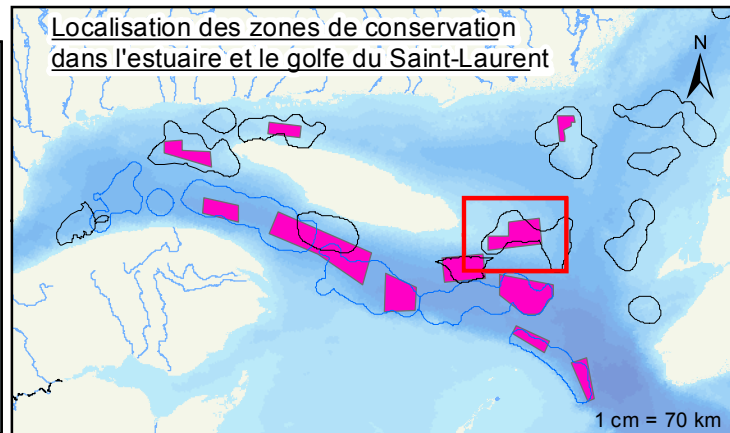 Localisation des zones de conservation
dans l'estuaire et le golfe du Saint-Laurent
N
1 cm = 70 km